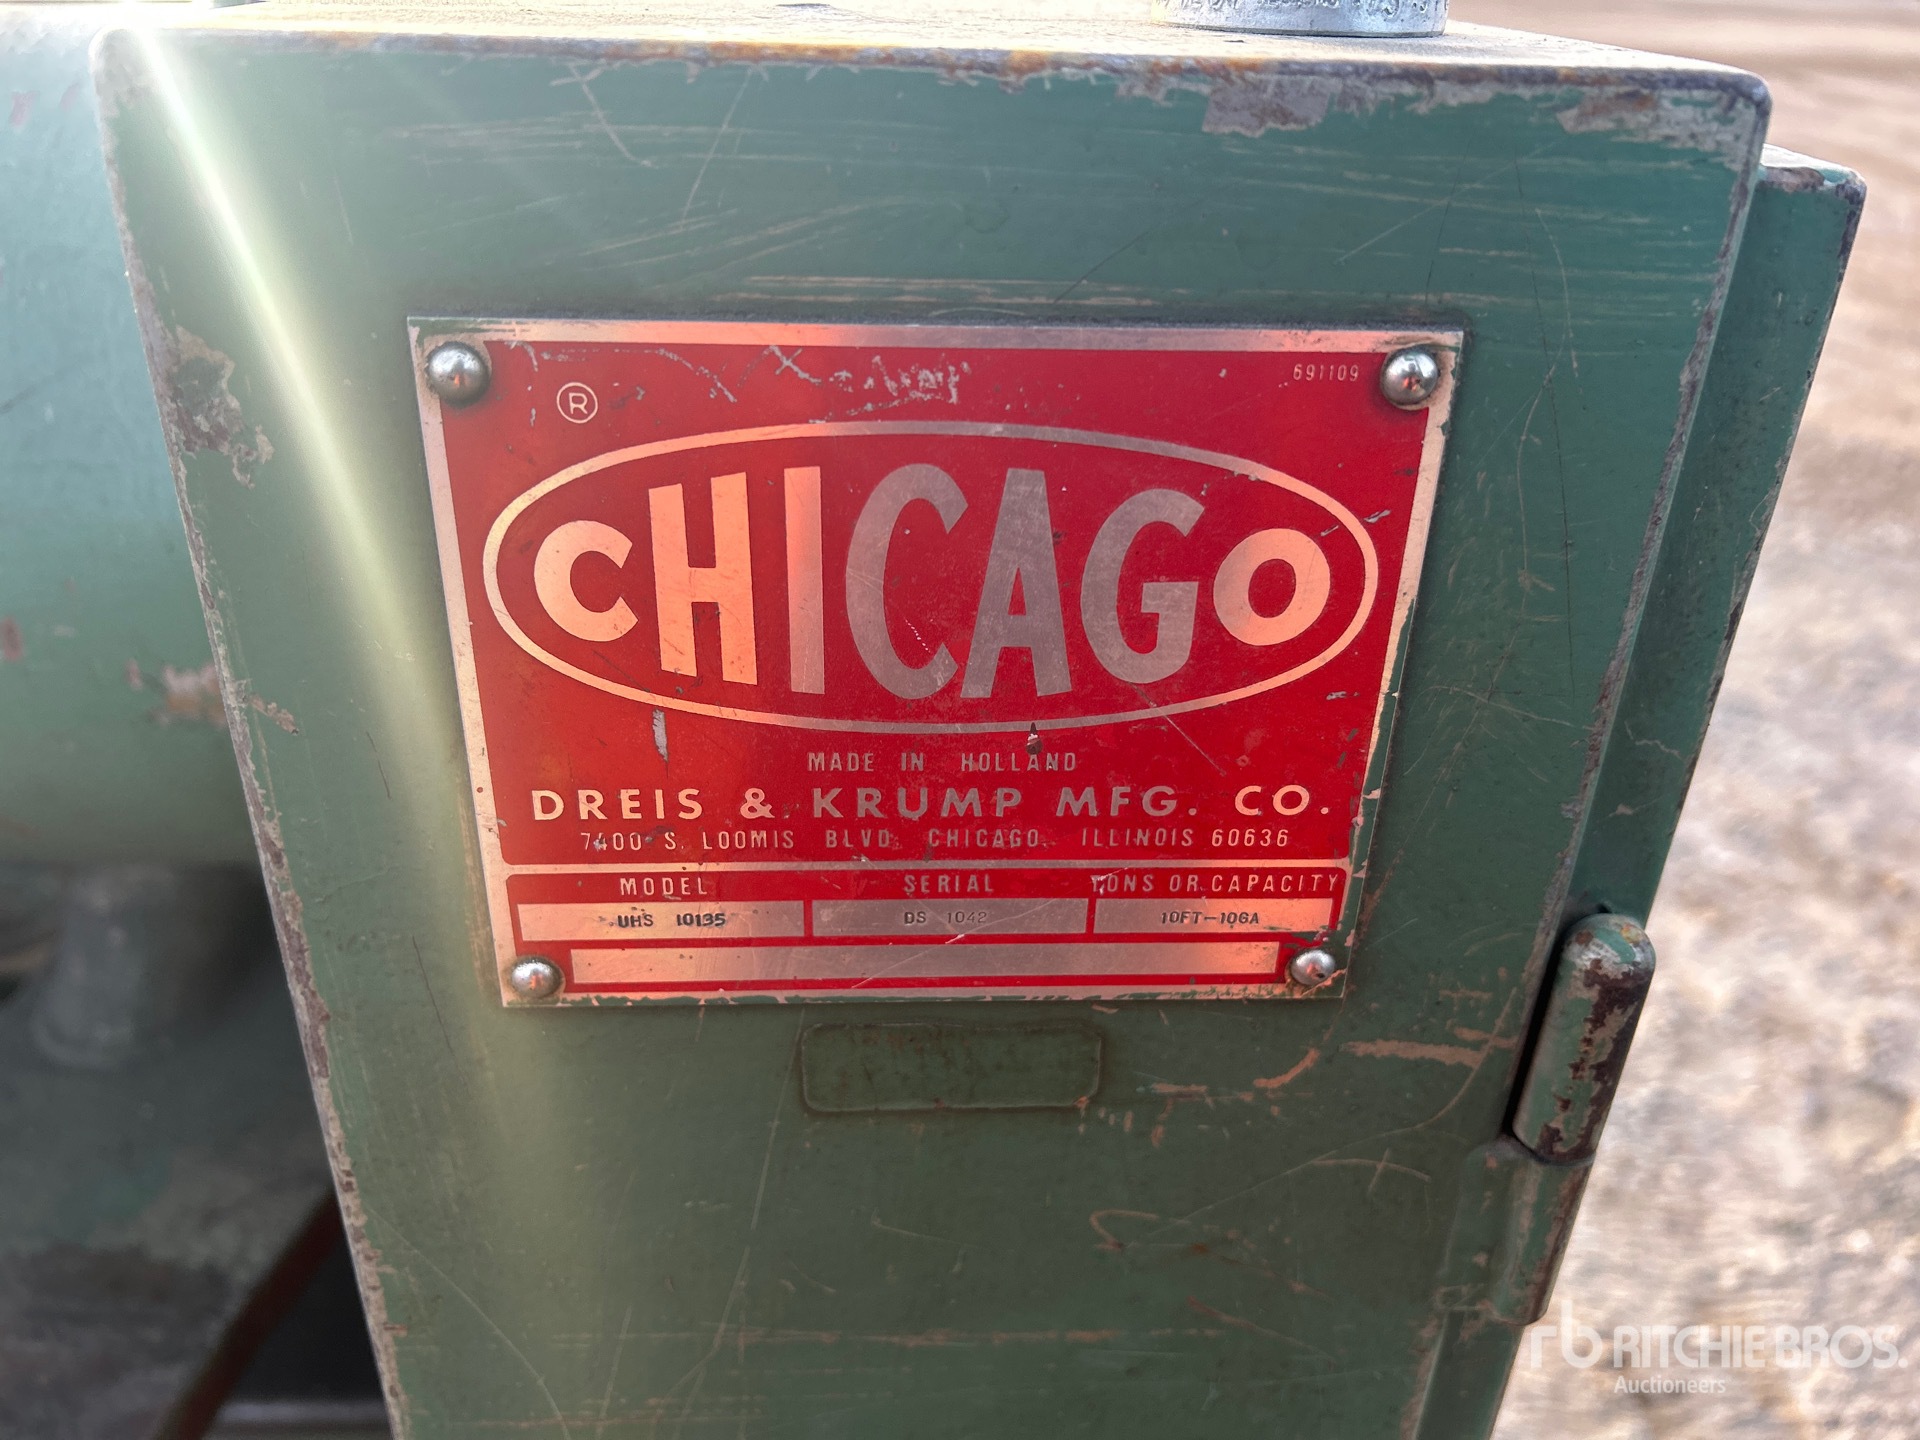 691109
®
CHICAGO
MADE IN HOLLAND
DREIS & KRUMP MFG. CO.
7400 S. LOOMIS BLVD. CHICAGO, ILLINOIS 60636
MODEL SERIAL TONS OR CAPACITY
UHS 10135 DS 1042 10FT-10GA
rb RITCHIE BROS.
Auctioneers